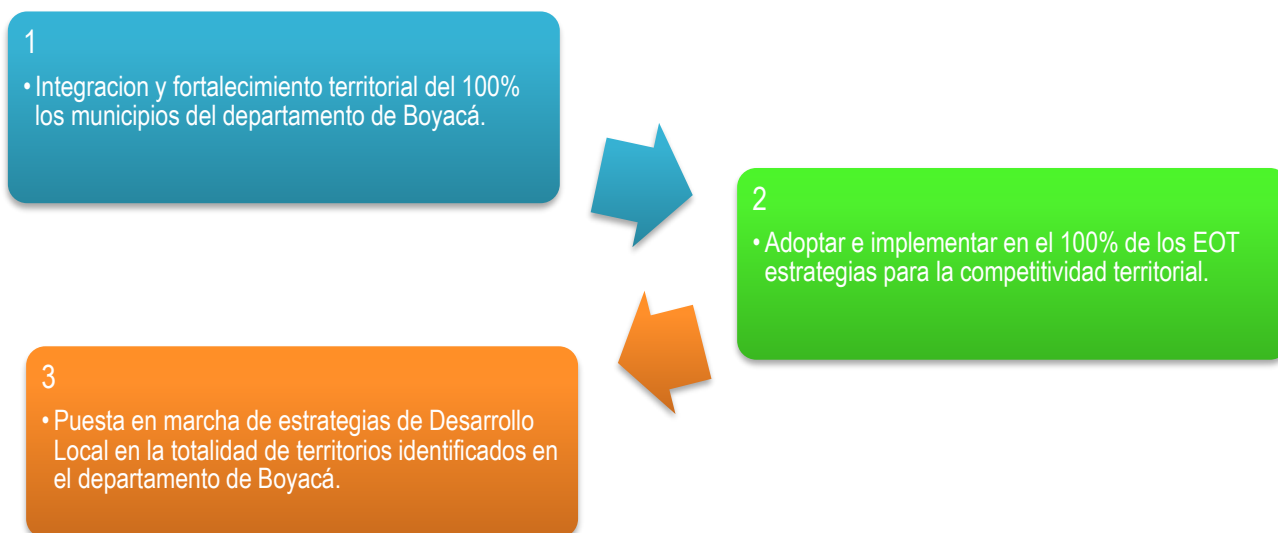 1
• Integracion y fortalecimiento territorial del 100%
los municipios del departamento de Boyacá.
2
• Adoptar e implementar en el 100% de los EOT
estrategias para la competitividad territorial.
3
• Puesta en marcha de estrategias de Desarrollo
Local en la totalidad de territorios identificados en
el departamento de Boyacá.